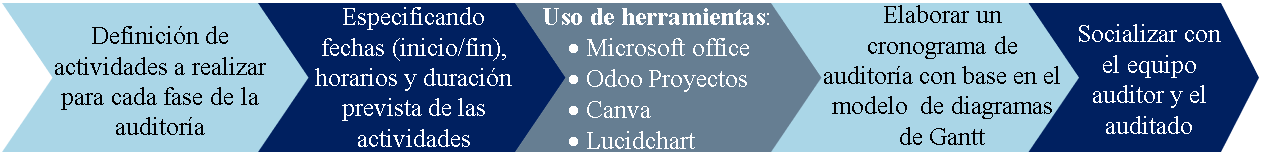 Definición de
actividades a realizar
para cada fase de la
auditoría
Especificando
fechas (inicio/fin),
horarios y duración
prevista de las
actividades
Uso de herramientas:
• Microsoft office
• Odoo Proyectos
• Canva
• Lucidchart
Elaborar un
cronograma de
auditoría con base en el
modelo  de diagramas
de Gantt
Socializar con
el equipo
auditor y el
auditado